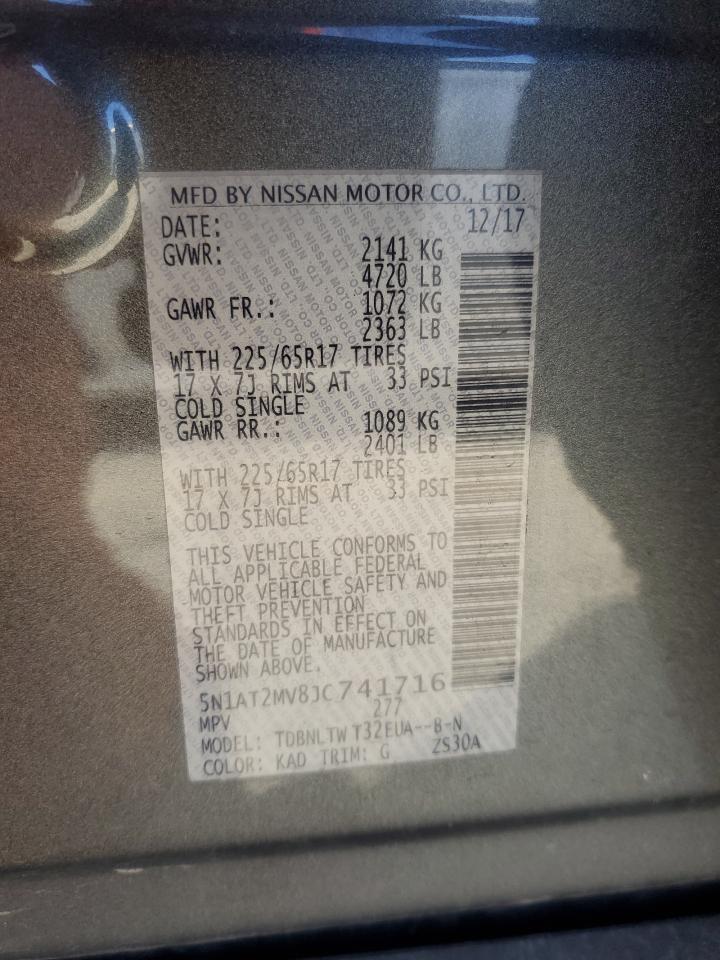 MFD BY NISSAN MOTOR CO., LTD.
DATE: 12/17
GVWR: 2141 KG
4720 LB
GAWR FR.: 1072 KG
2363 LB
WITH 225/65R17 TIRES
17 X 7J RIMS AT 33 PSI
COLD SINGLE
GAWR RR.: 1089 KG
2401 LB
WITH 225/65R17 TIRES
17 X 7J RIMS AT 33 PSI
COLD SINGLE
THIS VEHICLE CONFORMS TO
ALL APPLICABLE FEDERAL
MOTOR VEHICLE SAFETY AND
THEFT PREVENTION
STANDARDS IN EFFECT ON
THE DATE OF MANUFACTURE
SHOWN ABOVE.
5N1AT2MV8JC741716
MPV 277
MODEL: TDBNLTW T32EUA--B-N
COLOR: KAD TRIM: G ZS30A